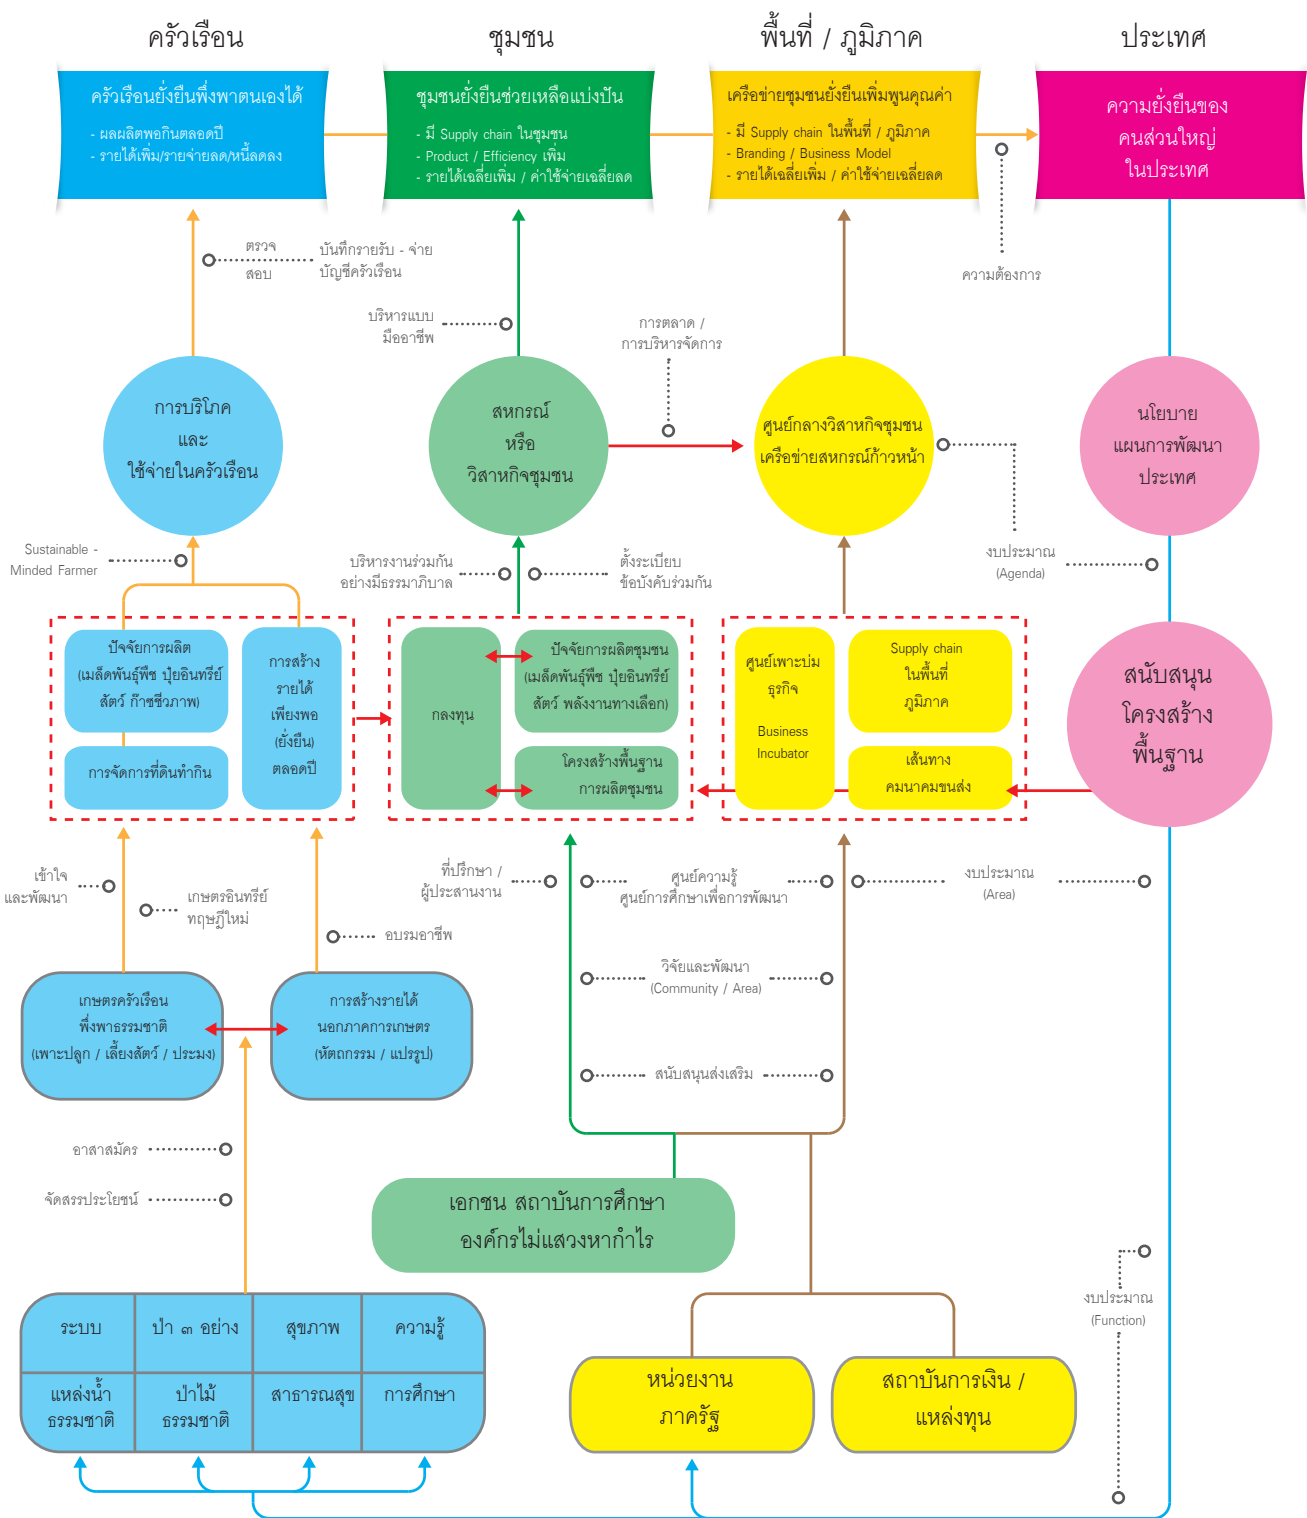 ครัวเรือน
ชุมชน
พื้นที่ / ภูมิภาค
ประเทศ
ครัวเรือนยั่งยืนพึ่งพาตนเองได้
- ผลผลิตพอกินตลอดปี
- รายได้เพิ่ม/รายจ่ายลด/หนี้ลดลง
ชุมชนยั่งยืนช่วยเหลือแบ่งปัน
- มี Supply chain ในชุมชน
- Product / Efficiency เพิ่ม
- รายได้เฉลี่ยเพิ่ม / ค่าใช้จ่ายเฉลี่ยลด
เครือข่ายชุมชนยั่งยืนเพิ่มพูนคุณค่า
- มี Supply chain ในพื้นที่ / ภูมิภาค
- Branding / Business Model
- รายได้เฉลี่ยเพิ่ม / ค่าใช้จ่ายเฉลี่ยลด
ความยั่งยืนของ
คนส่วนใหญ่
ในประเทศ
ตรวจ
สอบ
บันทึกรายรับ - จ่าย
บัญชีครัวเรือน
บริหารแบบ
มืออาชีพ
การตลาด /
การบริหารจัดการ
ความต้องการ
การบริโภค
และ
ใช้จ่ายในครัวเรือน
สหกรณ์
หรือ
วิสาหกิจชุมชน
ศูนย์กลางวิสาหกิจชุมชน
เครือข่ายสหกรณ์ก้าวหน้า
นโยบาย
แผนการพัฒนา
ประเทศ
Sustainable -
Minded Farmer
บริหารงานร่วมกัน
อย่างมีธรรมาภิบาล
ตั้งระเบียบ
ข้อบังคับร่วมกัน
งบประมาณ
(Agenda)
ปัจจัยการผลิต
(เมล็ดพันธุ์พืช ปุ๋ยอินทรีย์
สัตว์ ก๊าซชีวภาพ)
การจัดการที่ดินทำกิน
การสร้าง
รายได้
เพียงพอ
(ยั่งยืน)
ตลอดปี
กลงทุน
ปัจจัยการผลิตชุมชน
(เมล็ดพันธุ์พืช ปุ๋ยอินทรีย์
สัตว์ พลังงานทางเลือก)
โครงสร้างพื้นฐาน
การผลิตชุมชน
ศูนย์เพาะบ่ม
ธุรกิจ
Business
Incubator
Supply chain
ในพื้นที่
ภูมิภาค
เส้นทาง
คมนาคมขนส่ง
สนับสนุน
โครงสร้าง
พื้นฐาน
เข้าใจ
และพัฒนา
เกษตรอินทรีย์
ทฤษฎีใหม่
อบรมอาชีพ
ที่ปรึกษา /
ผู้ประสานงาน
ศูนย์ความรู้
ศูนย์การศึกษาเพื่อการพัฒนา
งบประมาณ
(Area)
วิจัยและพัฒนา
(Community / Area)
สนับสนุนส่งเสริม
เกษตรครัวเรือน
พึ่งพาธรรมชาติ
(เพาะปลูก / เลี้ยงสัตว์ / ประมง)
การสร้างรายได้
นอกภาคการเกษตร
(หัตถกรรม / แปรรูป)
อาสาสมัคร
จัดสรรประโยชน์
เอกชน สถาบันการศึกษา
องค์กรไม่แสวงหากำไร
งบประมาณ
(Function)
ระบบ
ป่า ๓ อย่าง
สุขภาพ
ความรู้
แหล่งน้ำ
ธรรมชาติ
ป่าไม้
ธรรมชาติ
สาธารณสุข
การศึกษา
หน่วยงาน
ภาครัฐ
สถาบันการเงิน /
แหล่งทุน